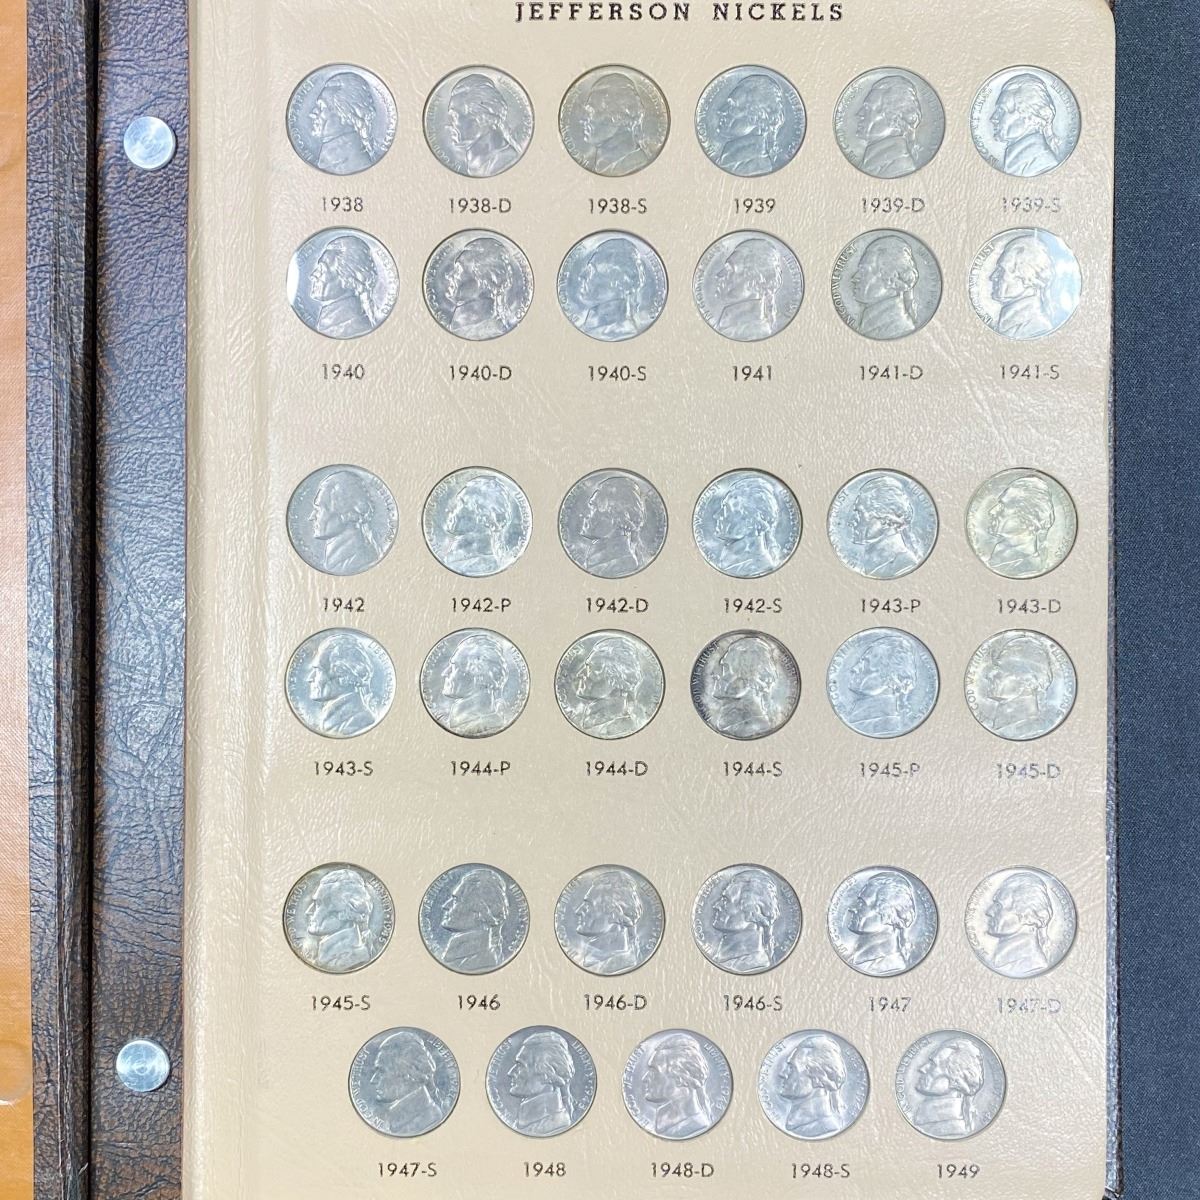 JEFFERSON NICKELS
1938 1938-D 1938-S 1939 1939-D 1939-S
1940 1940-D 1940-S 1941 1941-D 1941-S
1942 1942-P 1942-D 1942-S 1943-P 1943-D
1943-S 1944-P 1944-D 1944-S 1945-P 1945-D
1945-S 1946 1946-D 1946-S 1947 1947-D
1947-S 1948 1948-D 1948-S 1949